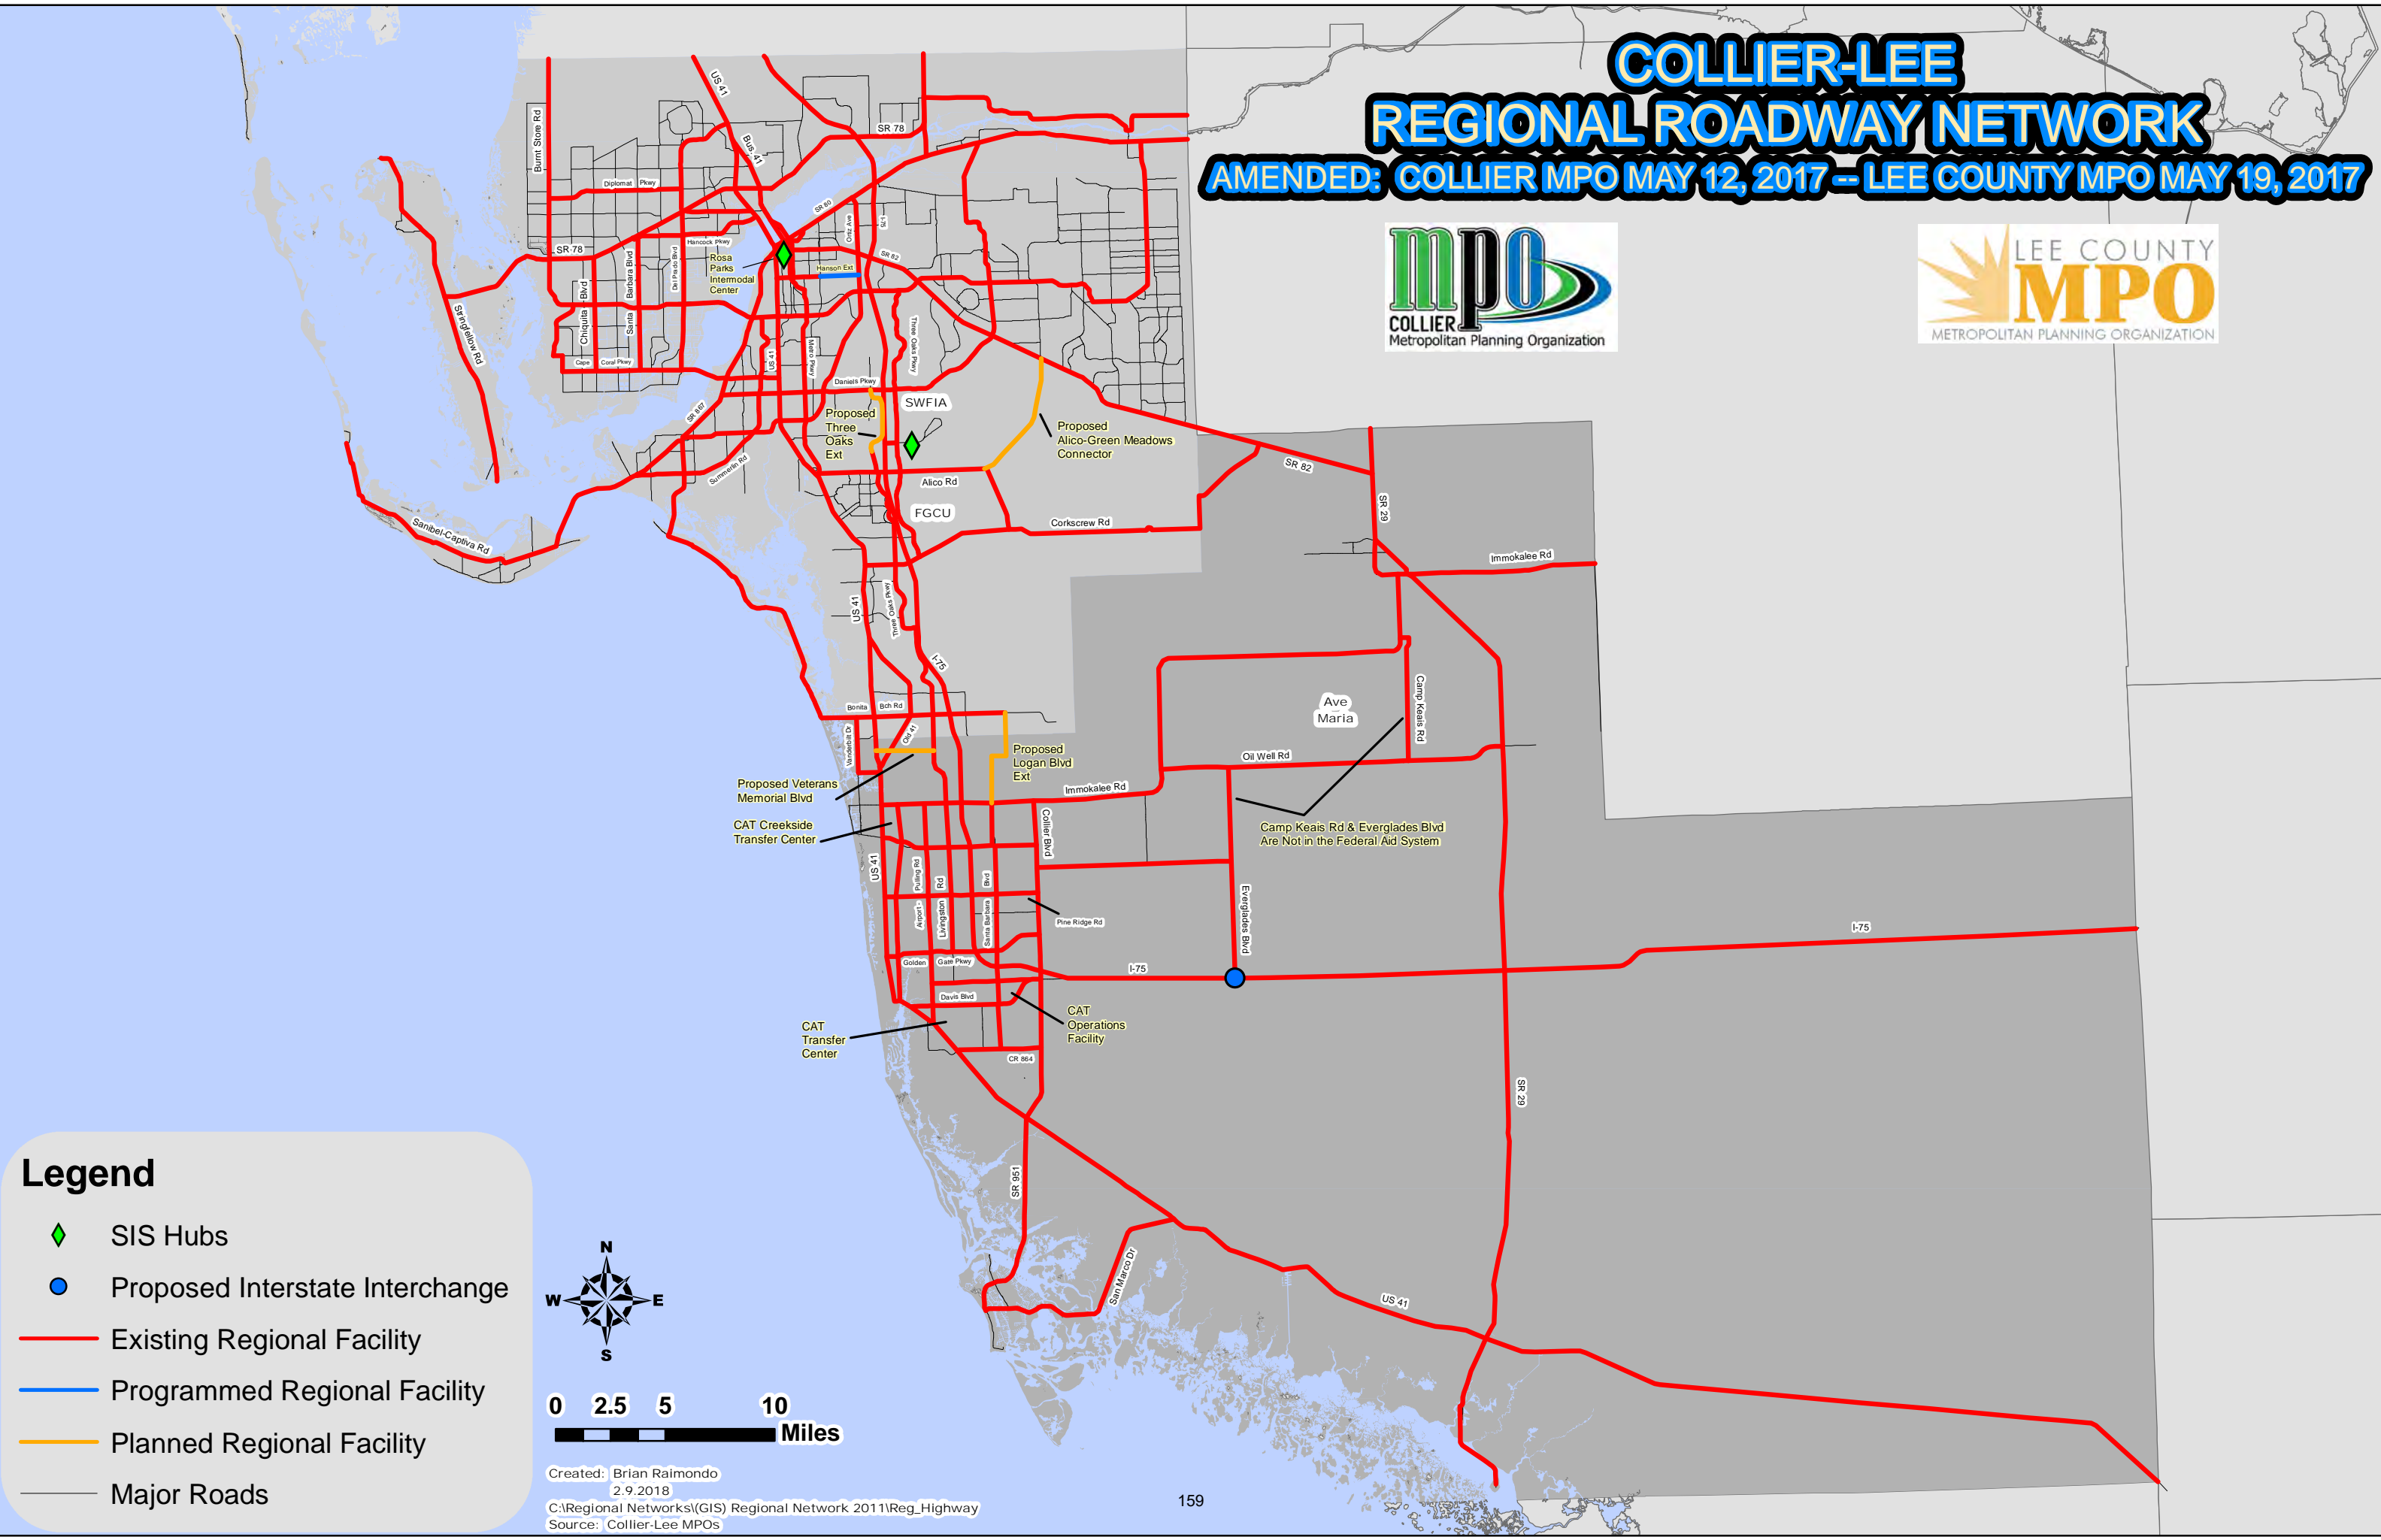 COLLIER-LEE
REGIONAL ROADWAY NETWORK
AMENDED: COLLIER MPO MAY 12, 2017 -- LEE COUNTY MPO MAY 19, 2017
mpo
COLLIER
Metropolitan Planning Organization
LEE COUNTY
MPO
METROPOLITAN PLANNING ORGANIZATION
US 41
Burnt Store Rd
SR 78
Bus. 41
Diplomat Pkwy
SR 80
Ortiz Ave
I-75
SR 78
Hancock Pkwy
Rosa
Parks
Intermodal
Center
Hanson Ext
SR 82
Chiquita Blvd
Santa Barbara Blvd
Del Prado Blvd
Stringfellow Rd
Cape Coral Pkwy
US 41
Metro Pkwy
Three Oaks Pkwy
Daniels Pkwy
SR 867
SWFIA
Proposed
Three
Oaks
Ext
Proposed
Alico-Green Meadows
Connector
Summerlin Rd
Alico Rd
FGCU
SR 82
SR 29
Corkscrew Rd
Sanibel-Captiva Rd
Immokalee Rd
US 41
Three Oaks Pkwy
I-75
Ave
Maria
Camp Keais Rd
Bonita Bch Rd
Vanderbilt Dr
Old 41
Proposed
Logan Blvd
Ext
Oil Well Rd
Proposed Veterans
Memorial Blvd
Immokalee Rd
CAT Creekside
Transfer Center
Collier Blvd
Camp Keais Rd & Everglades Blvd
Are Not in the Federal Aid System
US 41
Airport - Pulling Rd
Livingston Rd
Santa Barbara Blvd
Pine Ridge Rd
Everglades Blvd
I-75
Golden Gate Pkwy
I-75
Davis Blvd
CAT
Transfer
Center
CAT
Operations
Facility
CR 864
SR 29
SR 951
San Marco Dr
US 41
Legend
SIS Hubs
Proposed Interstate Interchange
Existing Regional Facility
Programmed Regional Facility
Planned Regional Facility
Major Roads
N
W E
S
0 2.5 5 10
Miles
Created: Brian Raimondo
2.9.2018
C:\Regional Networks\(GIS) Regional Network 2011\Reg_Highway
Source: Collier-Lee MPOs
159